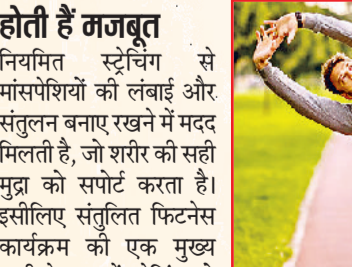 होती हैं मजबूत
नियमित स्ट्रेचिंग से
मांसपेशियों की लंबाई और
संतुलन बनाए रखने में मदद
मिलती है, जो शरीर की सही
मुद्रा को सपोर्ट करता है।
इसीलिए संतुलित फिटनेस
कार्यक्रम की एक मुख्य